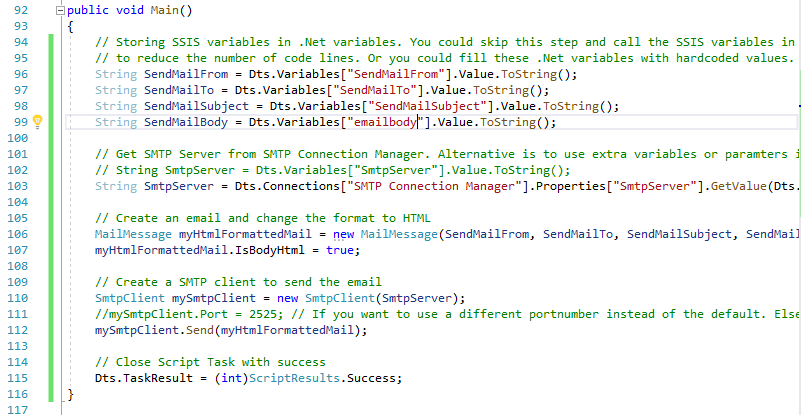 92 public void Main()
93 {
94 // Storing SSIS variables in .Net variables. You could skip this step and call the SSIS variables in
95 // to reduce the number of code lines. Or you could fill these .Net variables with hardcoded values.
96 String SendMailFrom = Dts.Variables["SendMailFrom"].Value.ToString();
97 String SendMailTo = Dts.Variables["SendMailTo"].Value.ToString();
98 String SendMailSubject = Dts.Variables["SendMailSubject"].Value.ToString();
99 String SendMailBody = Dts.Variables["emailbody"].Value.ToString();
100
101 // Get SMTP Server from SMTP Connection Manager. Alternative is to use extra variables or paramters i
102 // String SmtpServer = Dts.Variables["SmtpServer"].Value.ToString();
103 String SmtpServer = Dts.Connections["SMTP Connection Manager"].Properties["SmtpServer"].GetValue(Dts.
104
105 // Create an email and change the format to HTML
106 MailMessage myHtmlFormattedMail = new MailMessage(SendMailFrom, SendMailTo, SendMailSubject, SendMail
107 myHtmlFormattedMail.IsBodyHtml = true;
108
109 // Create a SMTP client to send the email
110 SmtpClient mySmtpClient = new SmtpClient(SmtpServer);
111 //mySmtpClient.Port = 2525; // If you want to use a different portnumber instead of the default. Else
112 mySmtpClient.Send(myHtmlFormattedMail);
113
114 // Close Script Task with success
115 Dts.TaskResult = (int)ScriptResults.Success;
116 }
117